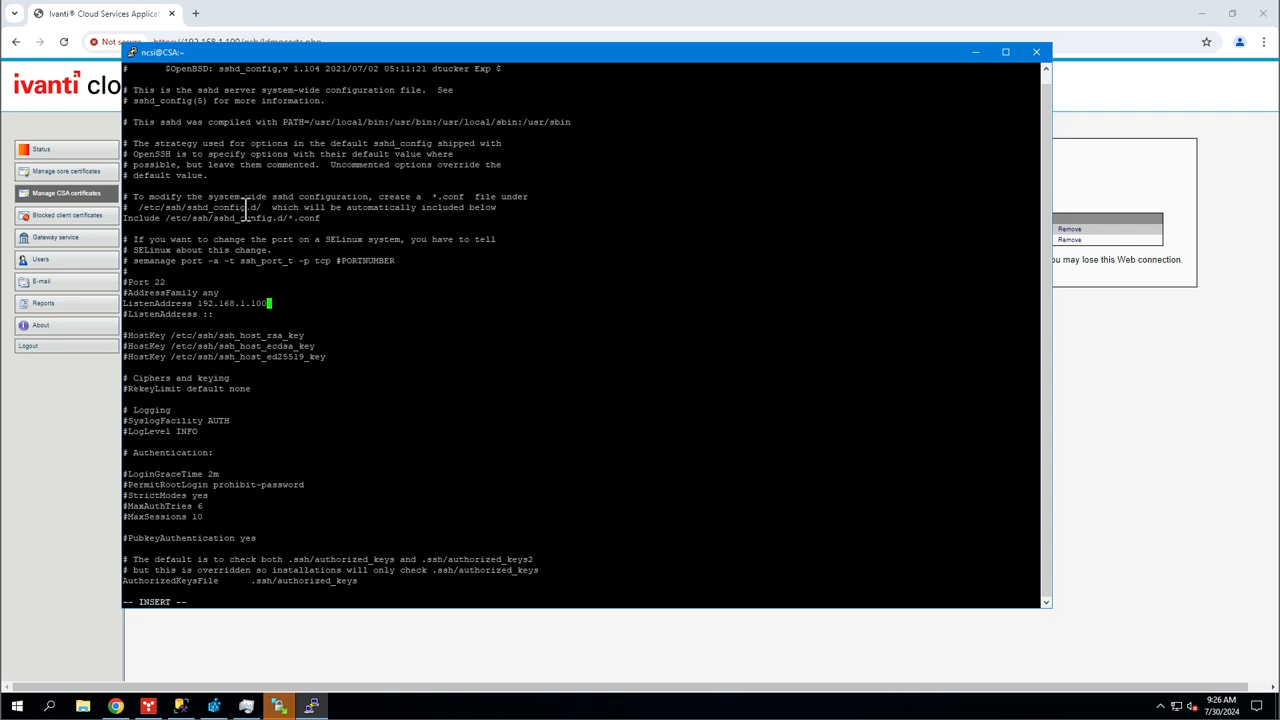 Ivanti® Cloud Services Applian
Not secure
https://192.168.1.100/gsb/ldmgcerts.php
ivanti clo
ncsi@CSA:~
#       $OpenBSD: sshd_config,v 1.104 2021/07/02 05:11:21 dtucker Exp $
# This is the sshd server system-wide configuration file.  See
# sshd_config(5) for more information.
# This sshd was compiled with PATH=/usr/local/bin:/usr/bin:/usr/local/sbin:/usr/sbin
# The strategy used for options in the default sshd_config shipped with
# OpenSSH is to specify options with their default value where
# possible, but leave them commented.  Uncommented options override the
# default value.
# To modify the system-wide sshd configuration, create a  *.conf  file under
#  /etc/ssh/sshd_config.d/  which will be automatically included below
Include /etc/ssh/sshd_config.d/*.conf
# If you want to change the port on a SELinux system, you have to tell
# SELinux about this change.
# semanage port -a -t ssh_port_t -p tcp #PORTNUMBER
#
#Port 22
#AddressFamily any
ListenAddress 192.168.1.100
#ListenAddress ::
#HostKey /etc/ssh/ssh_host_rsa_key
#HostKey /etc/ssh/ssh_host_ecdsa_key
#HostKey /etc/ssh/ssh_host_ed25519_key
# Ciphers and keying
#RekeyLimit default none
# Logging
#SyslogFacility AUTH
#LogLevel INFO
# Authentication:
#LoginGraceTime 2m
#PermitRootLogin prohibit-password
#StrictModes yes
#MaxAuthTries 6
#MaxSessions 10
#PubkeyAuthentication yes
# The default is to check both .ssh/authorized_keys and .ssh/authorized_keys2
# but this is overridden so installations will only check .ssh/authorized_keys
AuthorizedKeysFile      .ssh/authorized_keys
-- INSERT --
Status
Manage core certificates
Manage CSA certificates
Blocked client certificates
Gateway service
Users
E-mail
Reports
About
Logout
Remove
Remove
ou may lose this Web connection.
9:26 AM
7/30/2024